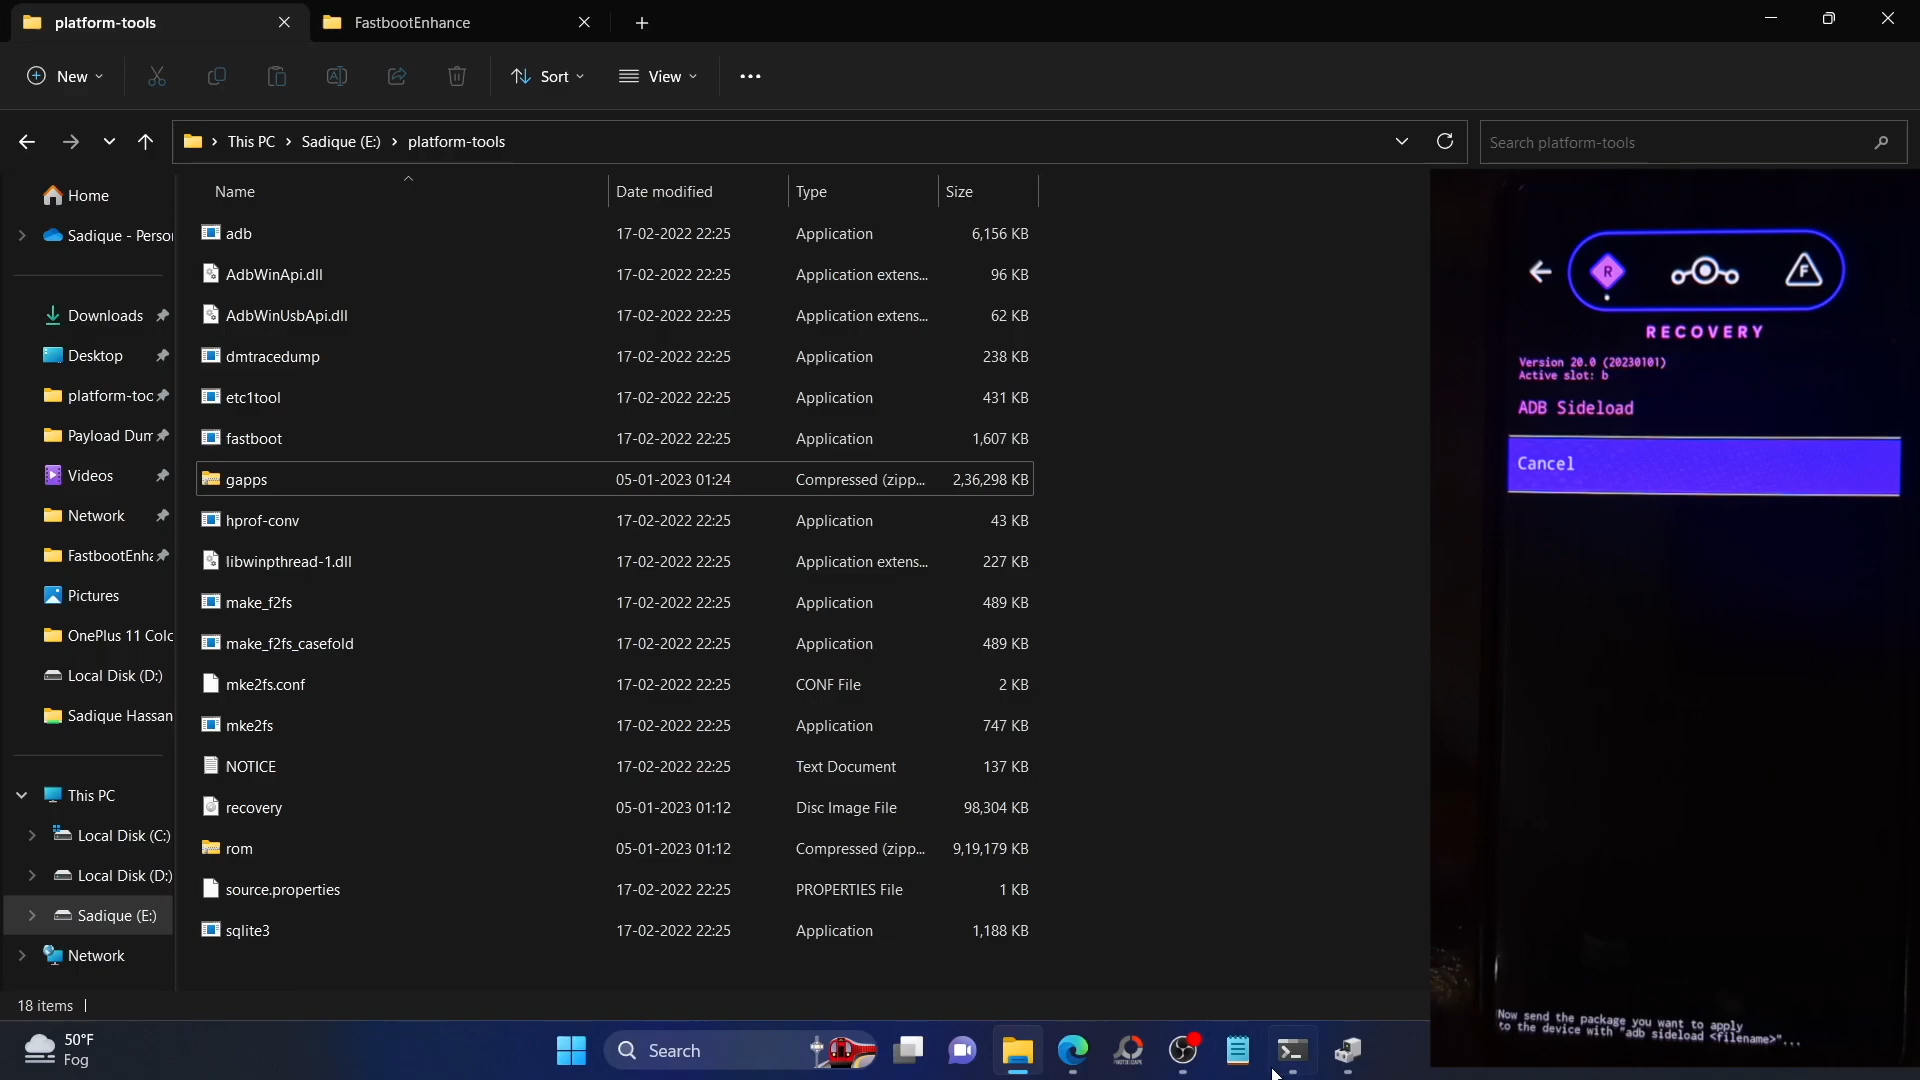 platform-tools
FastbootEnhance
New
Sort
View
This PC
Sadique (E:)
platform-tools
Search platform-tools
Name
Date modified
Type
Size
Home
Sadique - Perso
Downloads
Desktop
platform-too
Payload Dum
Videos
Network
FastbootEnha
Pictures
OnePlus 11 Colo
Local Disk (D:)
Sadique Hassan
This PC
Local Disk (C:)
Local Disk (D:)
Sadique (E:)
Network
adb 17-02-2022 22:25 Application 6,156 KB
AdbWinApi.dll 17-02-2022 22:25 Application extens... 96 KB
AdbWinUsbApi.dll 17-02-2022 22:25 Application extens... 62 KB
dmtracedump 17-02-2022 22:25 Application 238 KB
etc1tool 17-02-2022 22:25 Application 431 KB
fastboot 17-02-2022 22:25 Application 1,607 KB
gapps 05-01-2023 01:24 Compressed (zipp... 2,36,298 KB
hprof-conv 17-02-2022 22:25 Application 43 KB
libwinpthread-1.dll 17-02-2022 22:25 Application extens... 227 KB
make_f2fs 17-02-2022 22:25 Application 489 KB
make_f2fs_casefold 17-02-2022 22:25 Application 489 KB
mke2fs.conf 17-02-2022 22:25 CONF File 2 KB
mke2fs 17-02-2022 22:25 Application 747 KB
NOTICE 17-02-2022 22:25 Text Document 137 KB
recovery 05-01-2023 01:12 Disc Image File 98,304 KB
rom 05-01-2023 01:12 Compressed (zipp... 9,19,179 KB
source.properties 17-02-2022 22:25 PROPERTIES File 1 KB
sqlite3 17-02-2022 22:25 Application 1,188 KB
18 items
R
F
RECOVERY
Version 20.0 (20230101)
Active slot: b
ADB Sideload
Cancel
Now send the package you want to apply
to the device with "adb sideload <filename>"...
50°F
Fog
Search